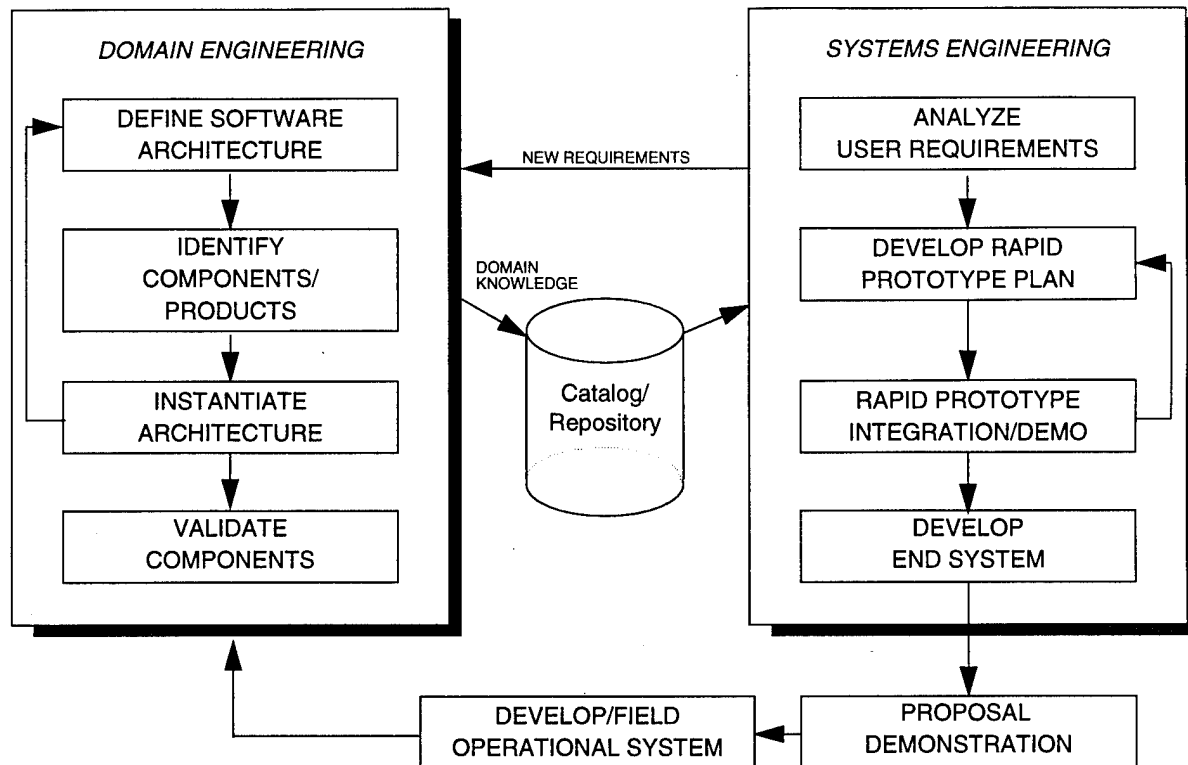 DOMAIN ENGINEERING
DEFINE SOFTWARE
ARCHITECTURE
IDENTIFY
COMPONENTS/
PRODUCTS
INSTANTIATE
ARCHITECTURE
VALIDATE
COMPONENTS
NEW REQUIREMENTS
DOMAIN
KNOWLEDGE
Catalog/
Repository
SYSTEMS ENGINEERING
ANALYZE
USER REQUIREMENTS
DEVELOP RAPID
PROTOTYPE PLAN
RAPID PROTOTYPE
INTEGRATION/DEMO
DEVELOP
END SYSTEM
PROPOSAL
DEMONSTRATION
DEVELOP/FIELD
OPERATIONAL SYSTEM